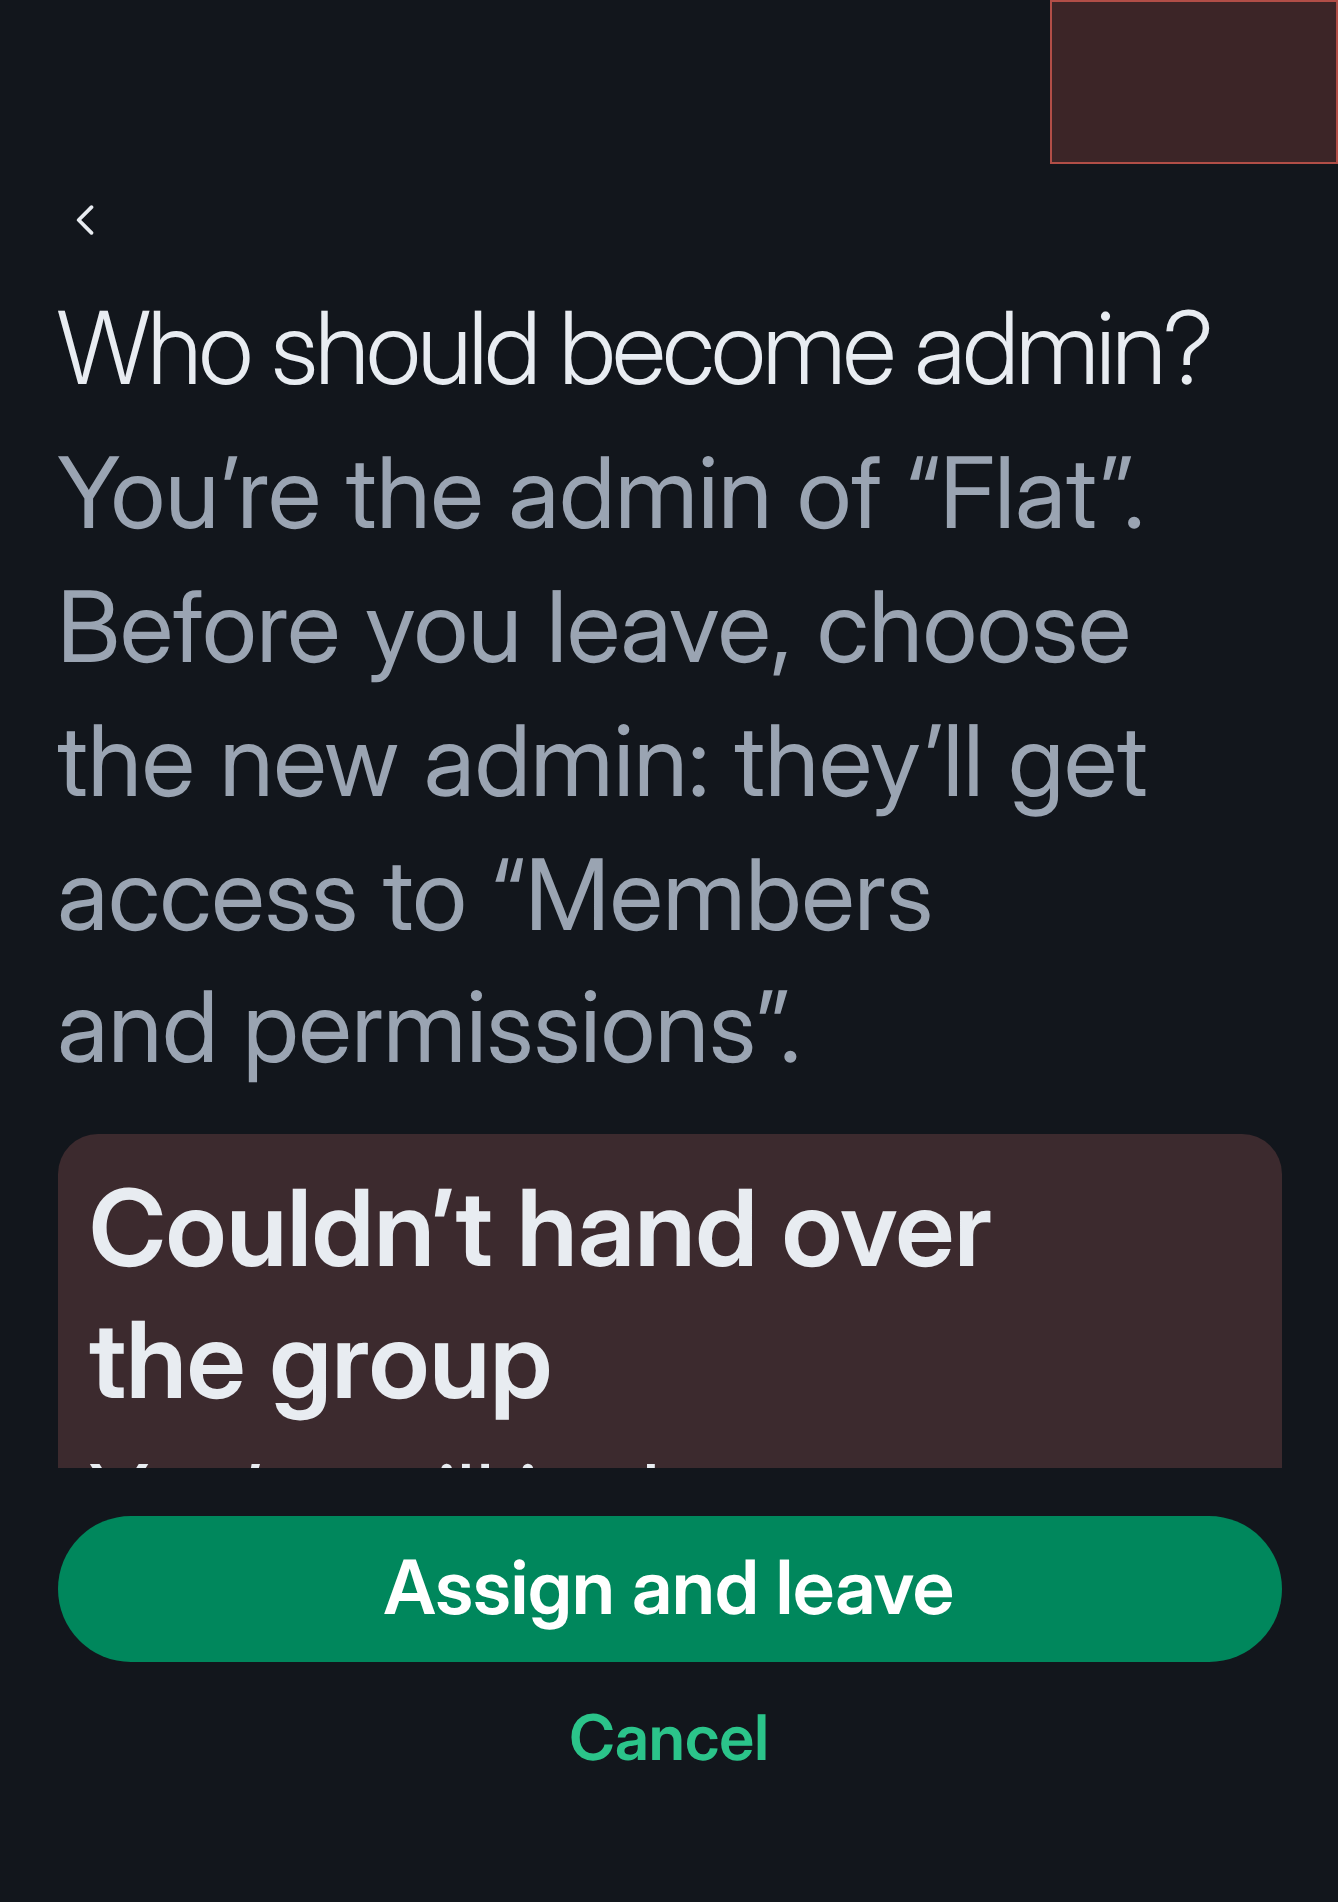 Who should become admin?
You’re the admin of “Flat”.
Before you leave, choose
the new admin: they’ll get
access to “Members
and permissions”.
Couldn’t hand over
the group
Assign and leave
Cancel